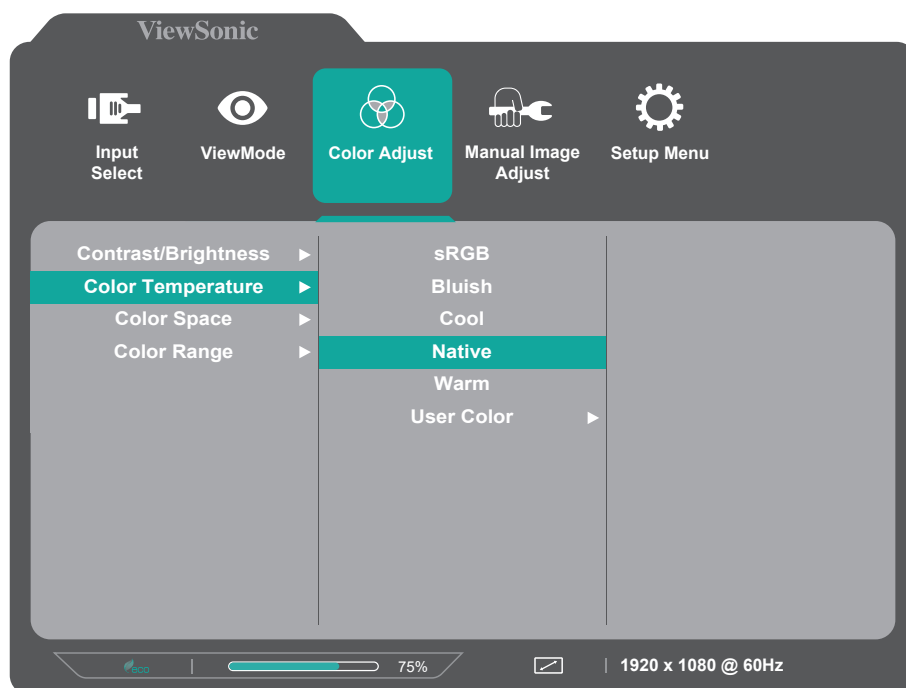 ViewSonic
Input
Select
ViewMode
Color Adjust
Manual Image
Adjust
Setup Menu
Contrast/Brightness
Color Temperature
Color Space
Color Range
sRGB
Bluish
Cool
Native
Warm
User Color
ECO
75%
1920 x 1080 @ 60Hz